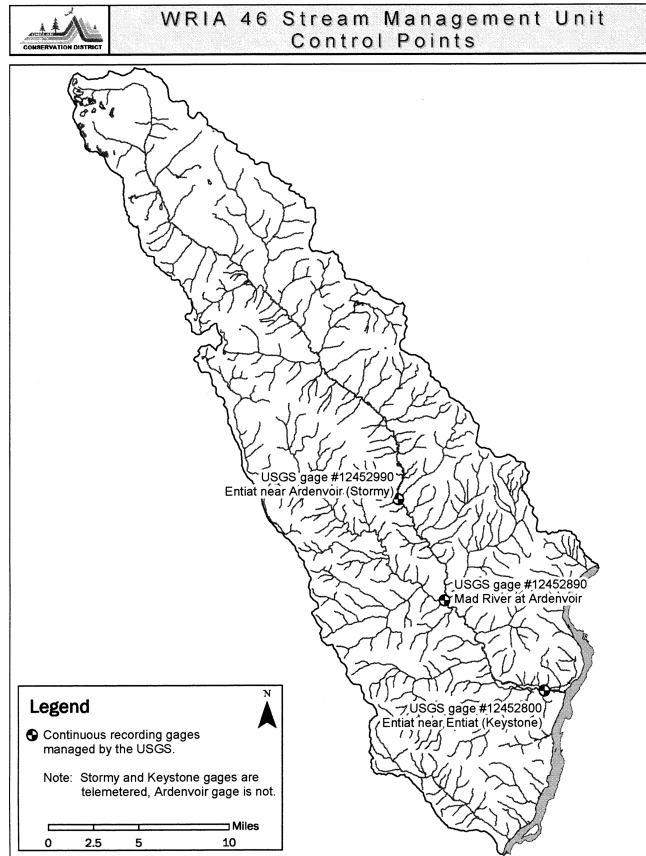 WRIA 46 Stream Management Unit
Control Points
CONSERVATION DISTRICT
USGS gage #12452990
Entiat near Ardenvoir (Stormy)
USGS gage #12452890
Mad River at Ardenvoir
USGS gage #12452800
Entiat near Entiat (Keystone)
Legend
N
Continuous recording gages
managed by the USGS.
Note: Stormy and Keystone gages are
telemetered, Ardenvoir gage is not.
Miles
0 2.5 5 10